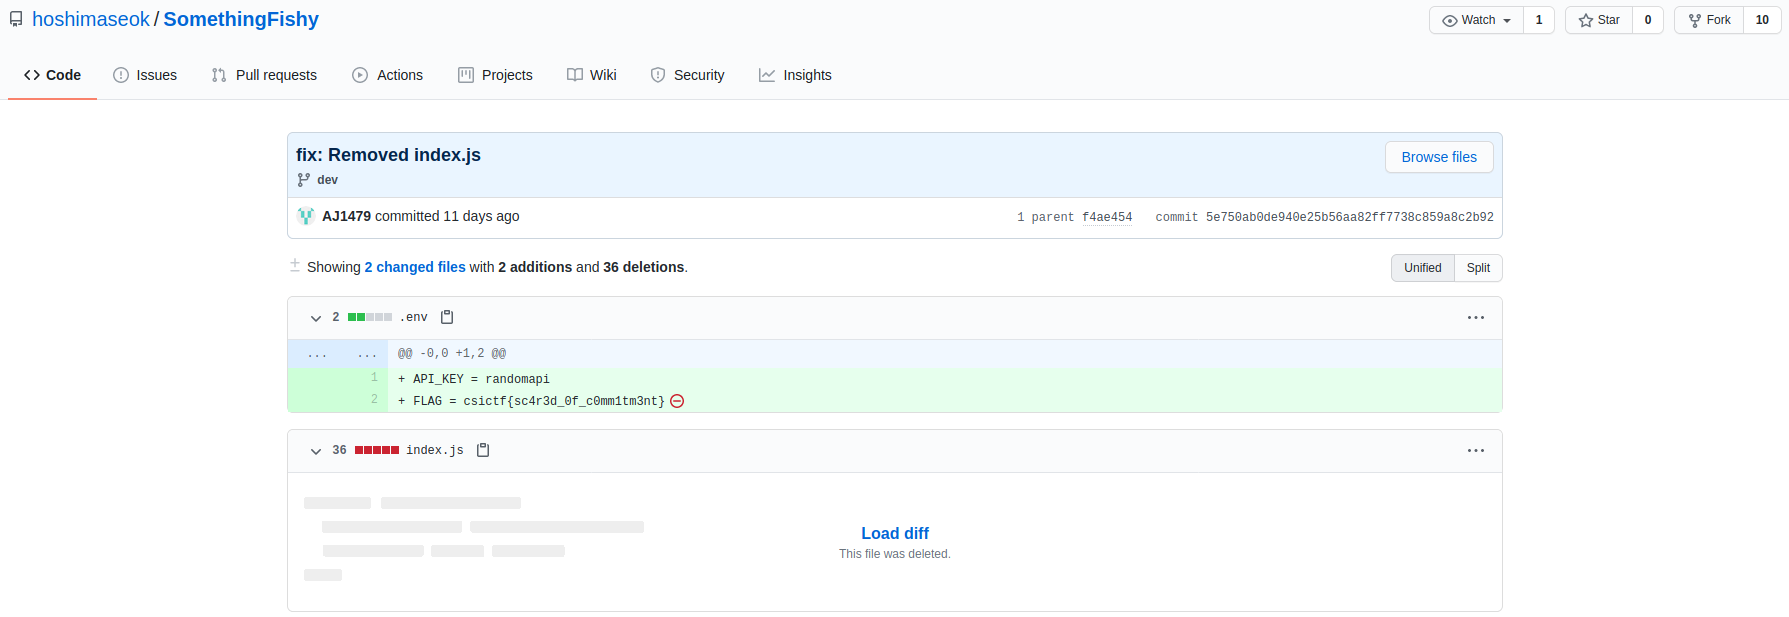 hoshimaseok / SomethingFishy
Watch 1 Star 0 Fork 10
Code Issues Pull requests Actions Projects Wiki Security Insights
fix: Removed index.js
Browse files
dev
AJ1479 committed 11 days ago
1 parent f4ae454 commit 5e750ab0de940e25b56aa82ff7738c859a8c2b92
Showing 2 changed files with 2 additions and 36 deletions.
Unified Split
2 .env
... ... @@ -0,0 +1,2 @@
1 + API_KEY = randomapi
2 + FLAG = csictf{sc4r3d_0f_c0mm1tm3nt}
36 index.js
Load diff
This file was deleted.